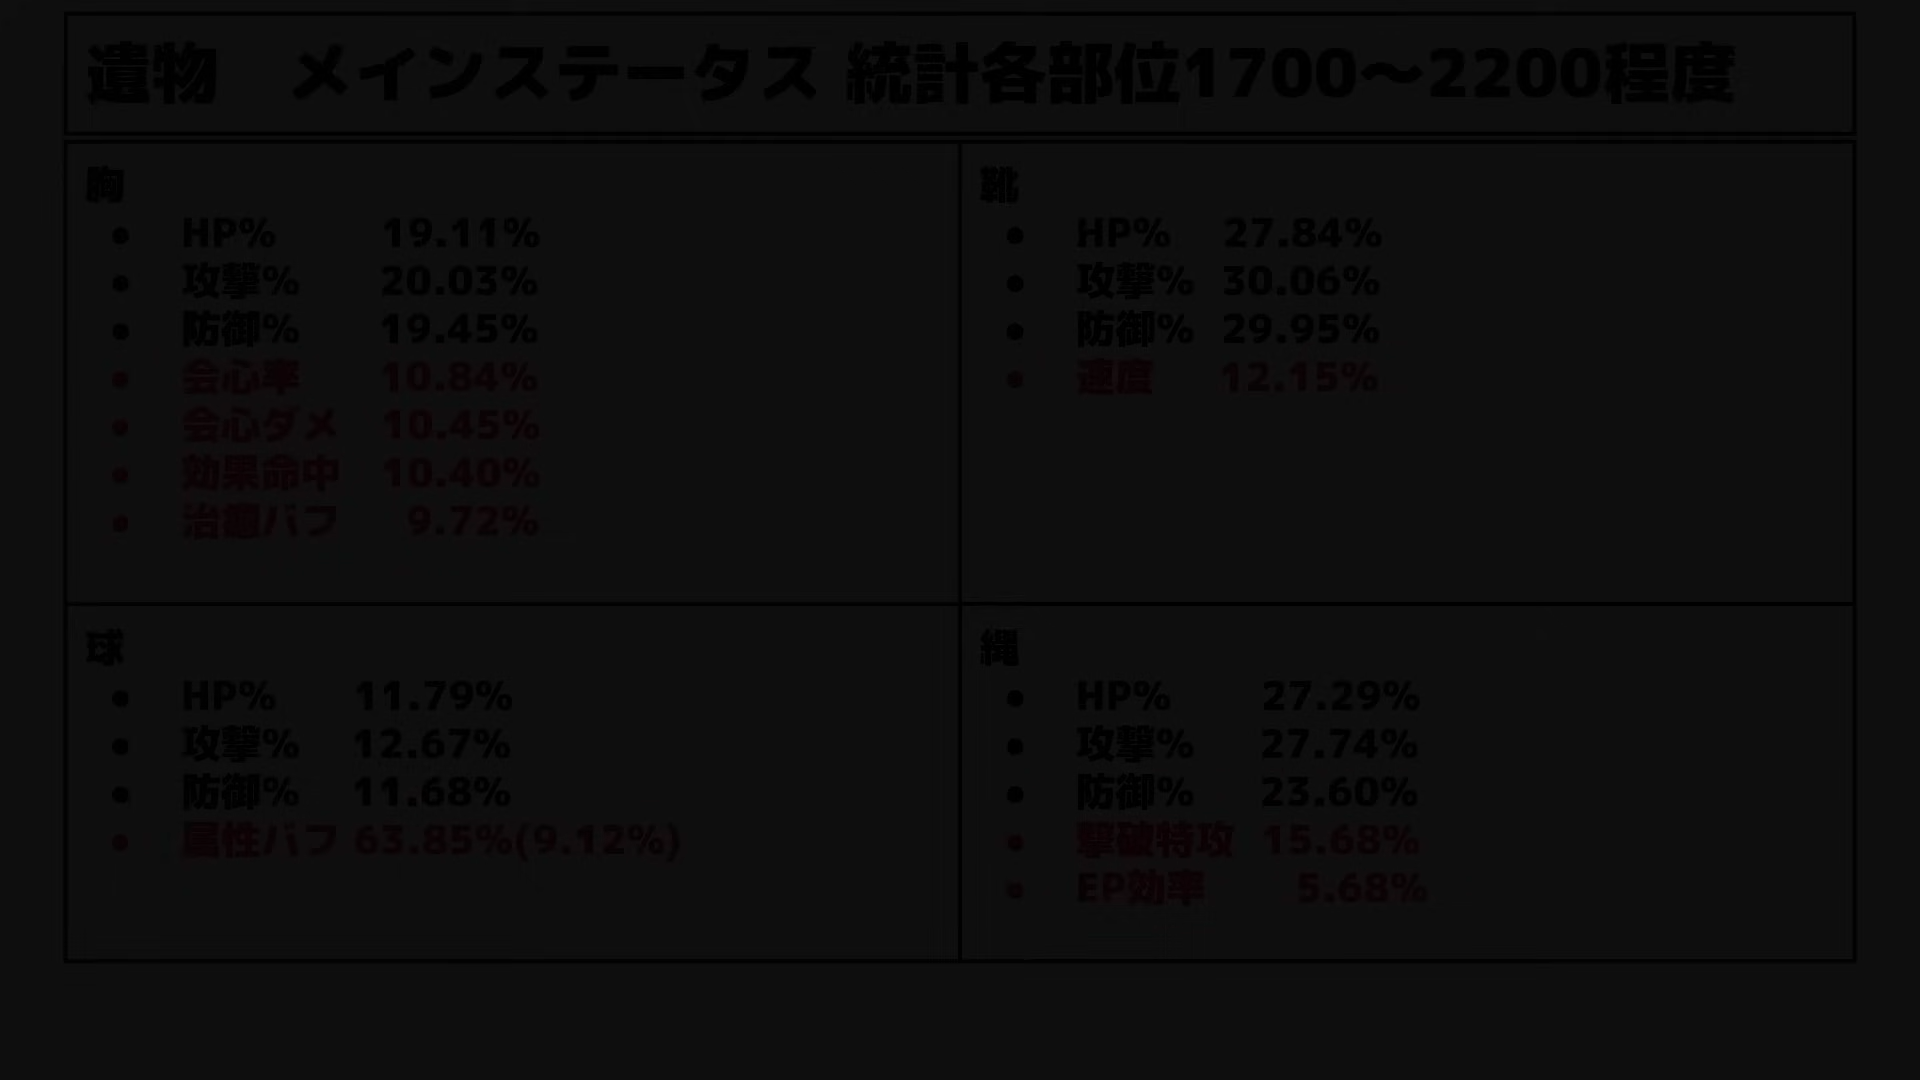 遺物　メインステータス 統計各部位1700～2200程度
胸
● HP% 19.11%
● 攻撃% 20.03%
● 防御% 19.45%
● 会心率 10.84%
● 会心ダメ 10.45%
● 効果命中 10.40%
● 治癒バフ 9.72%
靴
● HP% 27.84%
● 攻撃% 30.06%
● 防御% 29.95%
● 速度 12.15%
球
● HP% 11.79%
● 攻撃% 12.67%
● 防御% 11.68%
● 属性バフ 63.85%(9.12%)
縄
● HP% 27.29%
● 攻撃% 27.74%
● 防御% 23.60%
● 撃破特攻 15.68%
● EP効率 5.68%